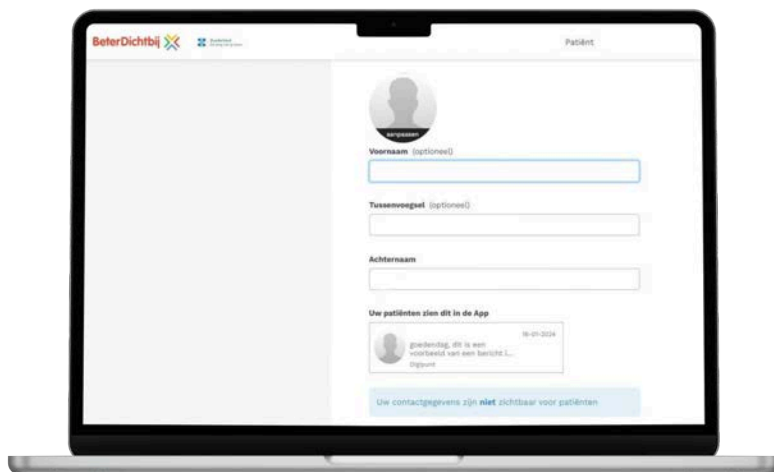 BeterDichtbij
Patiënt
aanpassen
Voornaam (optioneel)
Tussenvoegsel (optioneel)
Achternaam
Uw patiënten zien dit in de App
16-01-2024
goedendag, dit is een
voorbeeld van een bericht i...
Digipunt
Uw contactgegevens zijn niet zichtbaar voor patiënten